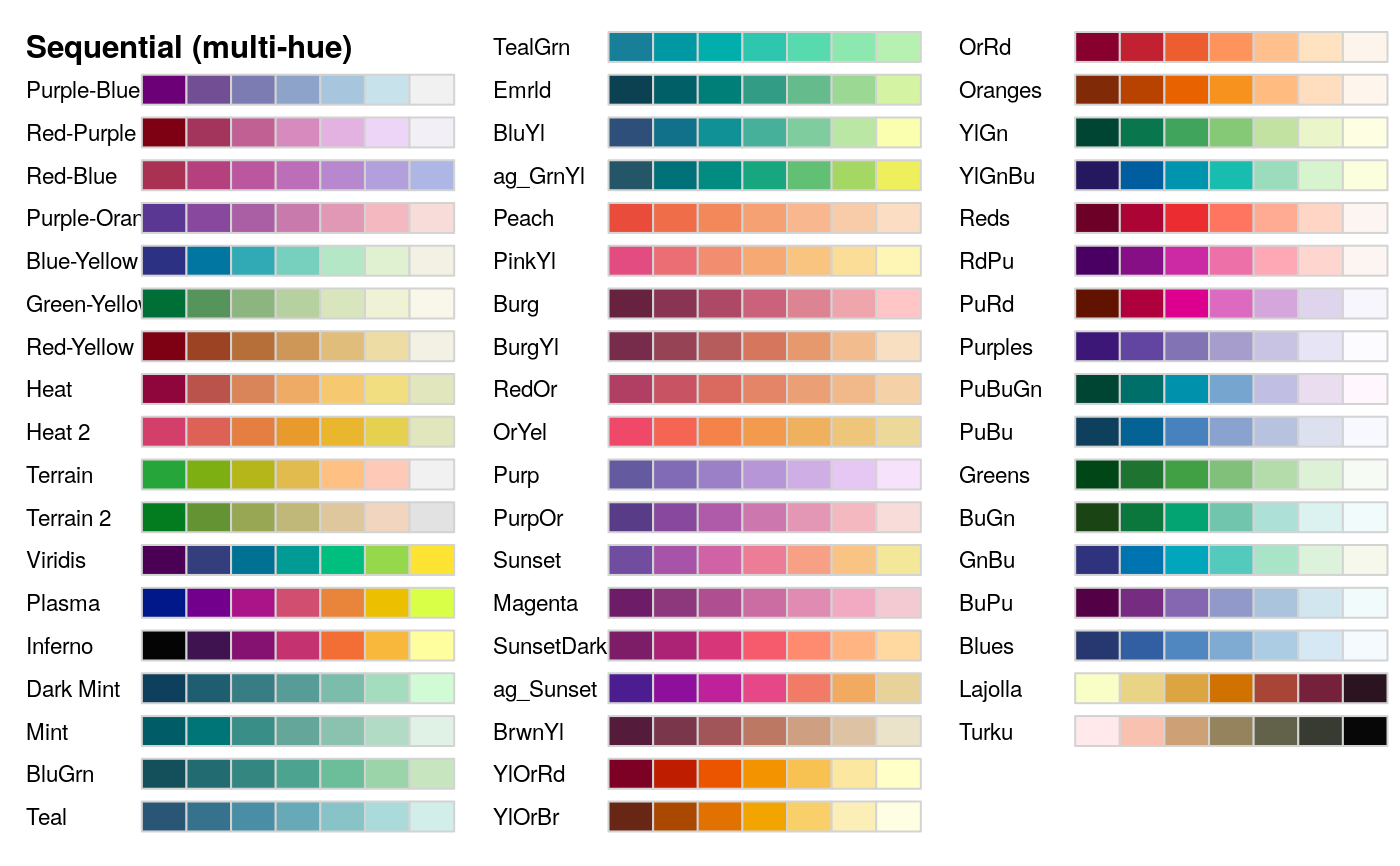 Sequential (multi-hue)
Purple-Blue
Red-Purple
Red-Blue
Purple-Oran
Blue-Yellow
Green-Yellow
Red-Yellow
Heat
Heat 2
Terrain
Terrain 2
Viridis
Plasma
Inferno
Dark Mint
Mint
BluGrn
Teal
TealGrn
Emrld
BluYl
ag_GrnYl
Peach
PinkYl
Burg
BurgYl
RedOr
OrYel
Purp
PurpOr
Sunset
Magenta
SunsetDark
ag_Sunset
BrwnYl
YlOrRd
YlOrBr
OrRd
Oranges
YlGn
YlGnBu
Reds
RdPu
PuRd
Purples
PuBuGn
PuBu
Greens
BuGn
GnBu
BuPu
Blues
Lajolla
Turku